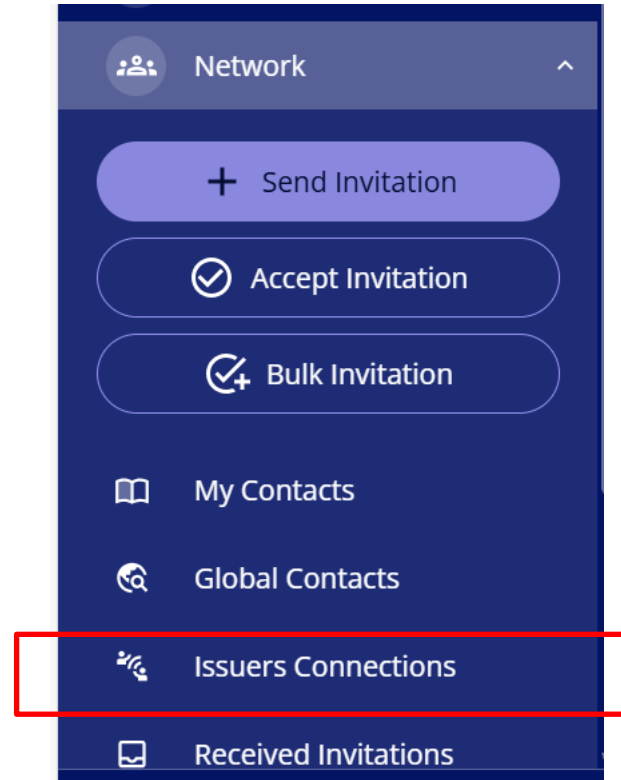 Network
Send Invitation
Accept Invitation
Bulk Invitation
My Contacts
Global Contacts
Issuers Connections
Received Invitations